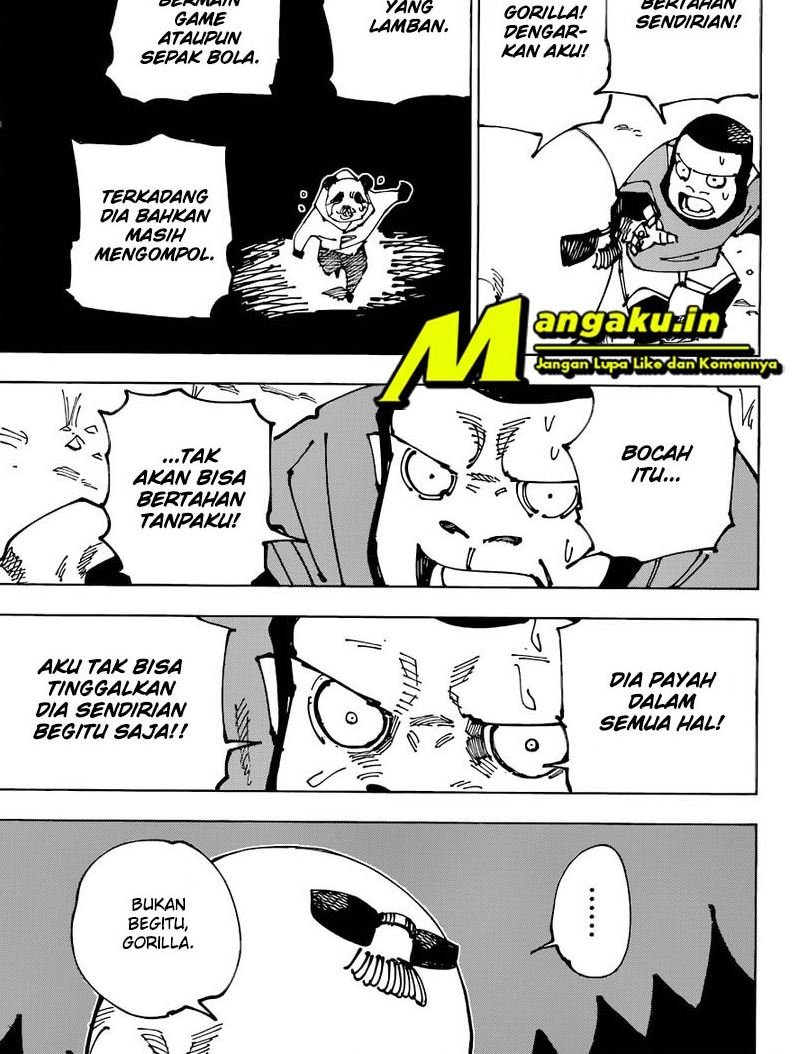 BERTAHAN
SENDIRIAN!
GORILLA!
DENGAR-
KAN AKU!
YANG
LAMBAN.
BERMAIN
GAME
ATAUPUN
SEPAK BOLA.
TERKADANG
DIA BAHKAN
MASIH
MENGOMPOL.
Mangaku.in
Jangan Lupa Like dan Komennya
BOCAH
ITU...
...TAK
AKAN BISA
BERTAHAN
TANPAKU!
DIA PAYAH
DALAM
SEMUA HAL!
AKU TAK BISA
TINGGALKAN
DIA SENDIRIAN
BEGITU SAJA!!
......
BUKAN
BEGITU,
GORILLA.